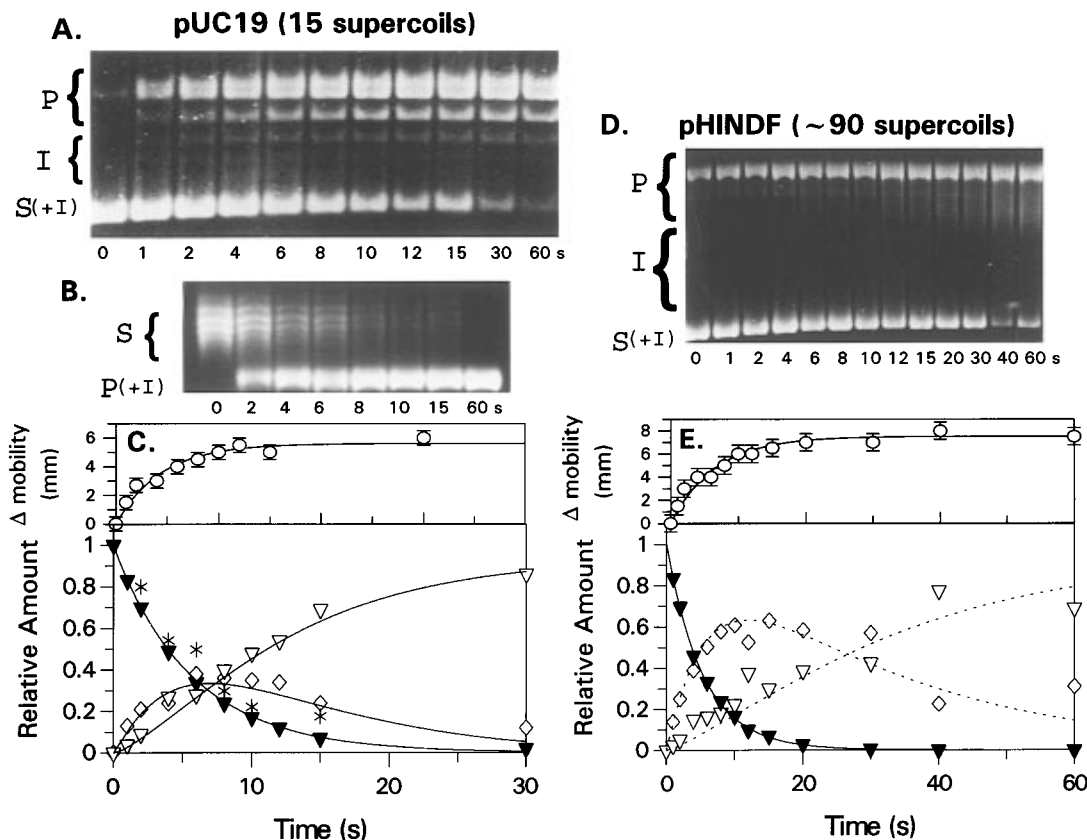 A.
pUC19 (15 supercoils)
P
I
S(+I)
0 1 2 4 6 8 10 12 15 30 60 s
B.
S
P(+I)
0 2 4 6 8 10 15 60 s
C.
Δ mobility
(mm)
6
4
2
0
Relative Amount
1
0.8
0.6
0.4
0.2
0
0 10 20 30
Time (s)
D.
pHINDF (~90 supercoils)
P
I
S(+I)
0 1 2 4 6 8 10 12 15 20 30 40 60 s
E.
Δ mobility
(mm)
8
6
4
2
0
Relative Amount
1
0.8
0.6
0.4
0.2
0
0 20 40 60
Time (s)